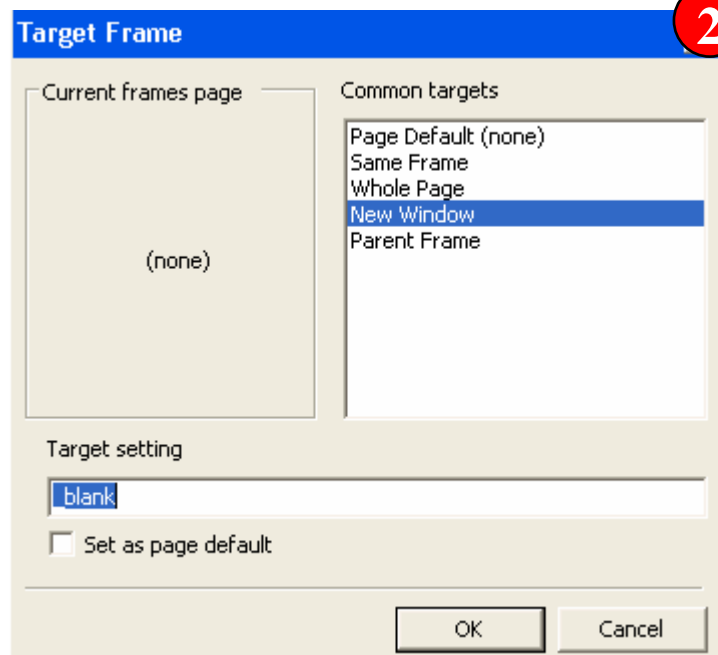 Target Frame
2
Current frames page
(none)
Common targets
Page Default (none)
Same Frame
Whole Page
New Window
Parent Frame
Target setting
_blank
Set as page default
OK
Cancel